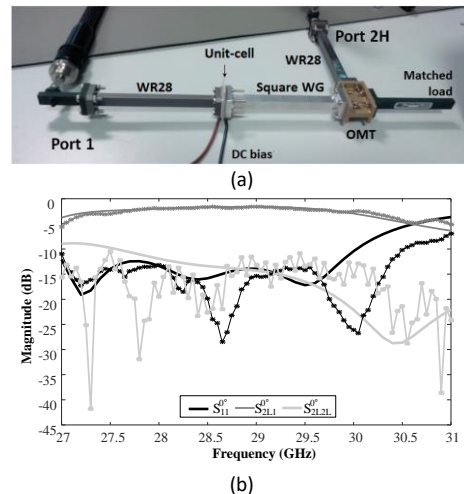 Port 2H
Unit-cell
WR28
WR28
Square WG
Matched
load
Port 1
OMT
DC bias
(a)
0
-5
-10
-15
-20
-25
-30
-35
-40
-45
Magnitude (dB)
S11 0° S2L1 0° S2L2L 0°
27 27.5 28 28.5 29 29.5 30 30.5 31
Frequency (GHz)
(b)